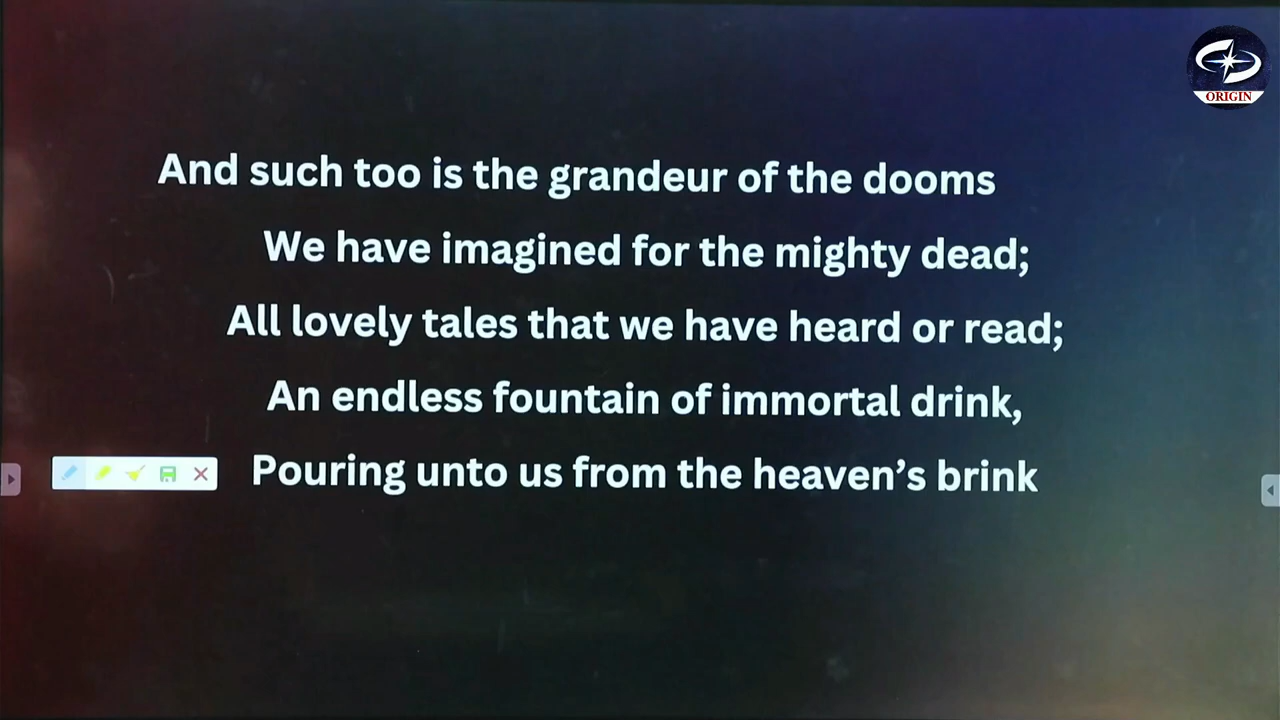 ORIGIN
And such too is the grandeur of the dooms
We have imagined for the mighty dead;
All lovely tales that we have heard or read;
An endless fountain of immortal drink,
Pouring unto us from the heaven’s brink